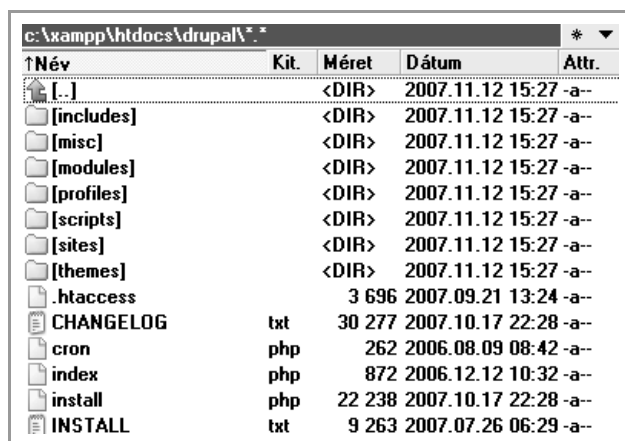 c:\xampp\htdocs\drupal\*.*
↑Név Kit. Méret Dátum Attr.
[..] <DIR> 2007.11.12 15:27 -a--
[includes] <DIR> 2007.11.12 15:27 -a--
[misc] <DIR> 2007.11.12 15:27 -a--
[modules] <DIR> 2007.11.12 15:27 -a--
[profiles] <DIR> 2007.11.12 15:27 -a--
[scripts] <DIR> 2007.11.12 15:27 -a--
[sites] <DIR> 2007.11.12 15:27 -a--
[themes] <DIR> 2007.11.12 15:27 -a--
.htaccess 3 696 2007.09.21 13:24 -a--
CHANGELOG txt 30 277 2007.10.17 22:28 -a--
cron php 262 2006.08.09 08:42 -a--
index php 872 2006.12.12 10:32 -a--
install php 22 238 2007.10.17 22:28 -a--
INSTALL txt 9 263 2007.07.26 06:29 -a--